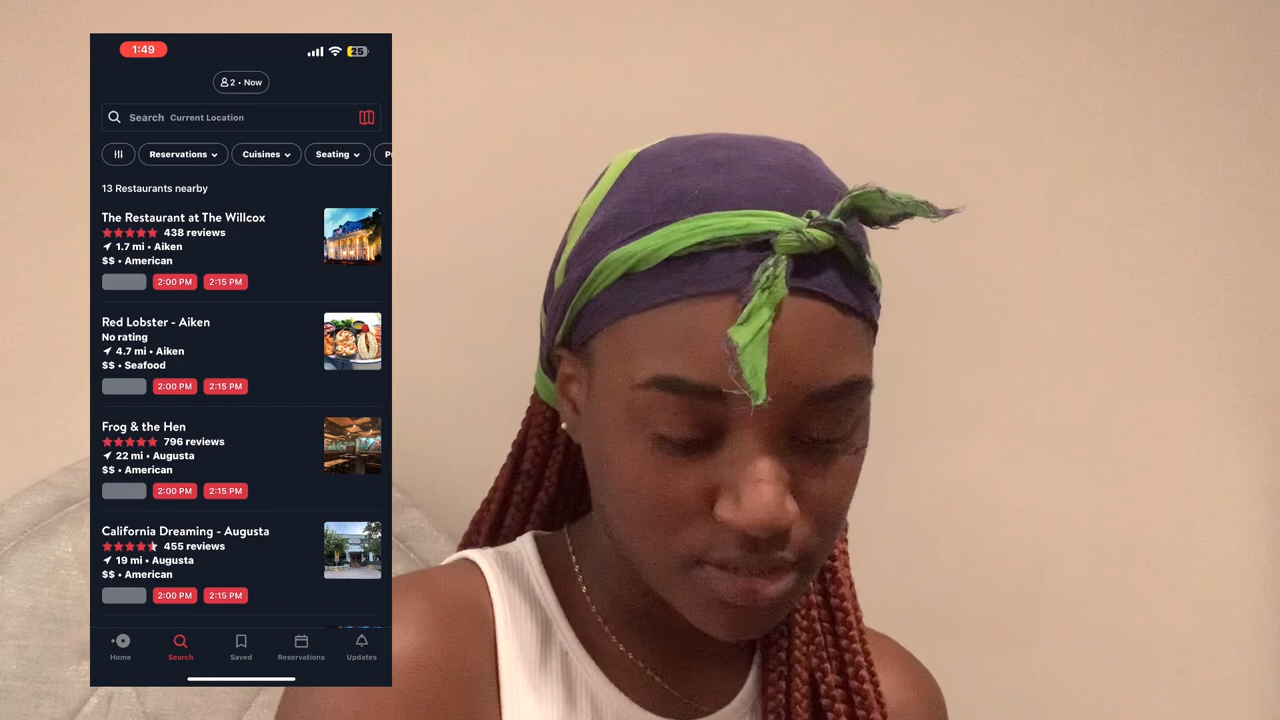 1:49
25
2 • Now
Search Current Location
Reservations Cuisines Seating
13 Restaurants nearby
The Restaurant at The Willcox
438 reviews
1.7 mi • Aiken
$$ • American
2:00 PM 2:15 PM
Red Lobster - Aiken
No rating
4.7 mi • Aiken
$$ • Seafood
2:00 PM 2:15 PM
Frog & the Hen
796 reviews
22 mi • Augusta
$$ • American
2:00 PM 2:15 PM
California Dreaming - Augusta
455 reviews
19 mi • Augusta
$$ • American
2:00 PM 2:15 PM
Home Search Saved Reservations Updates